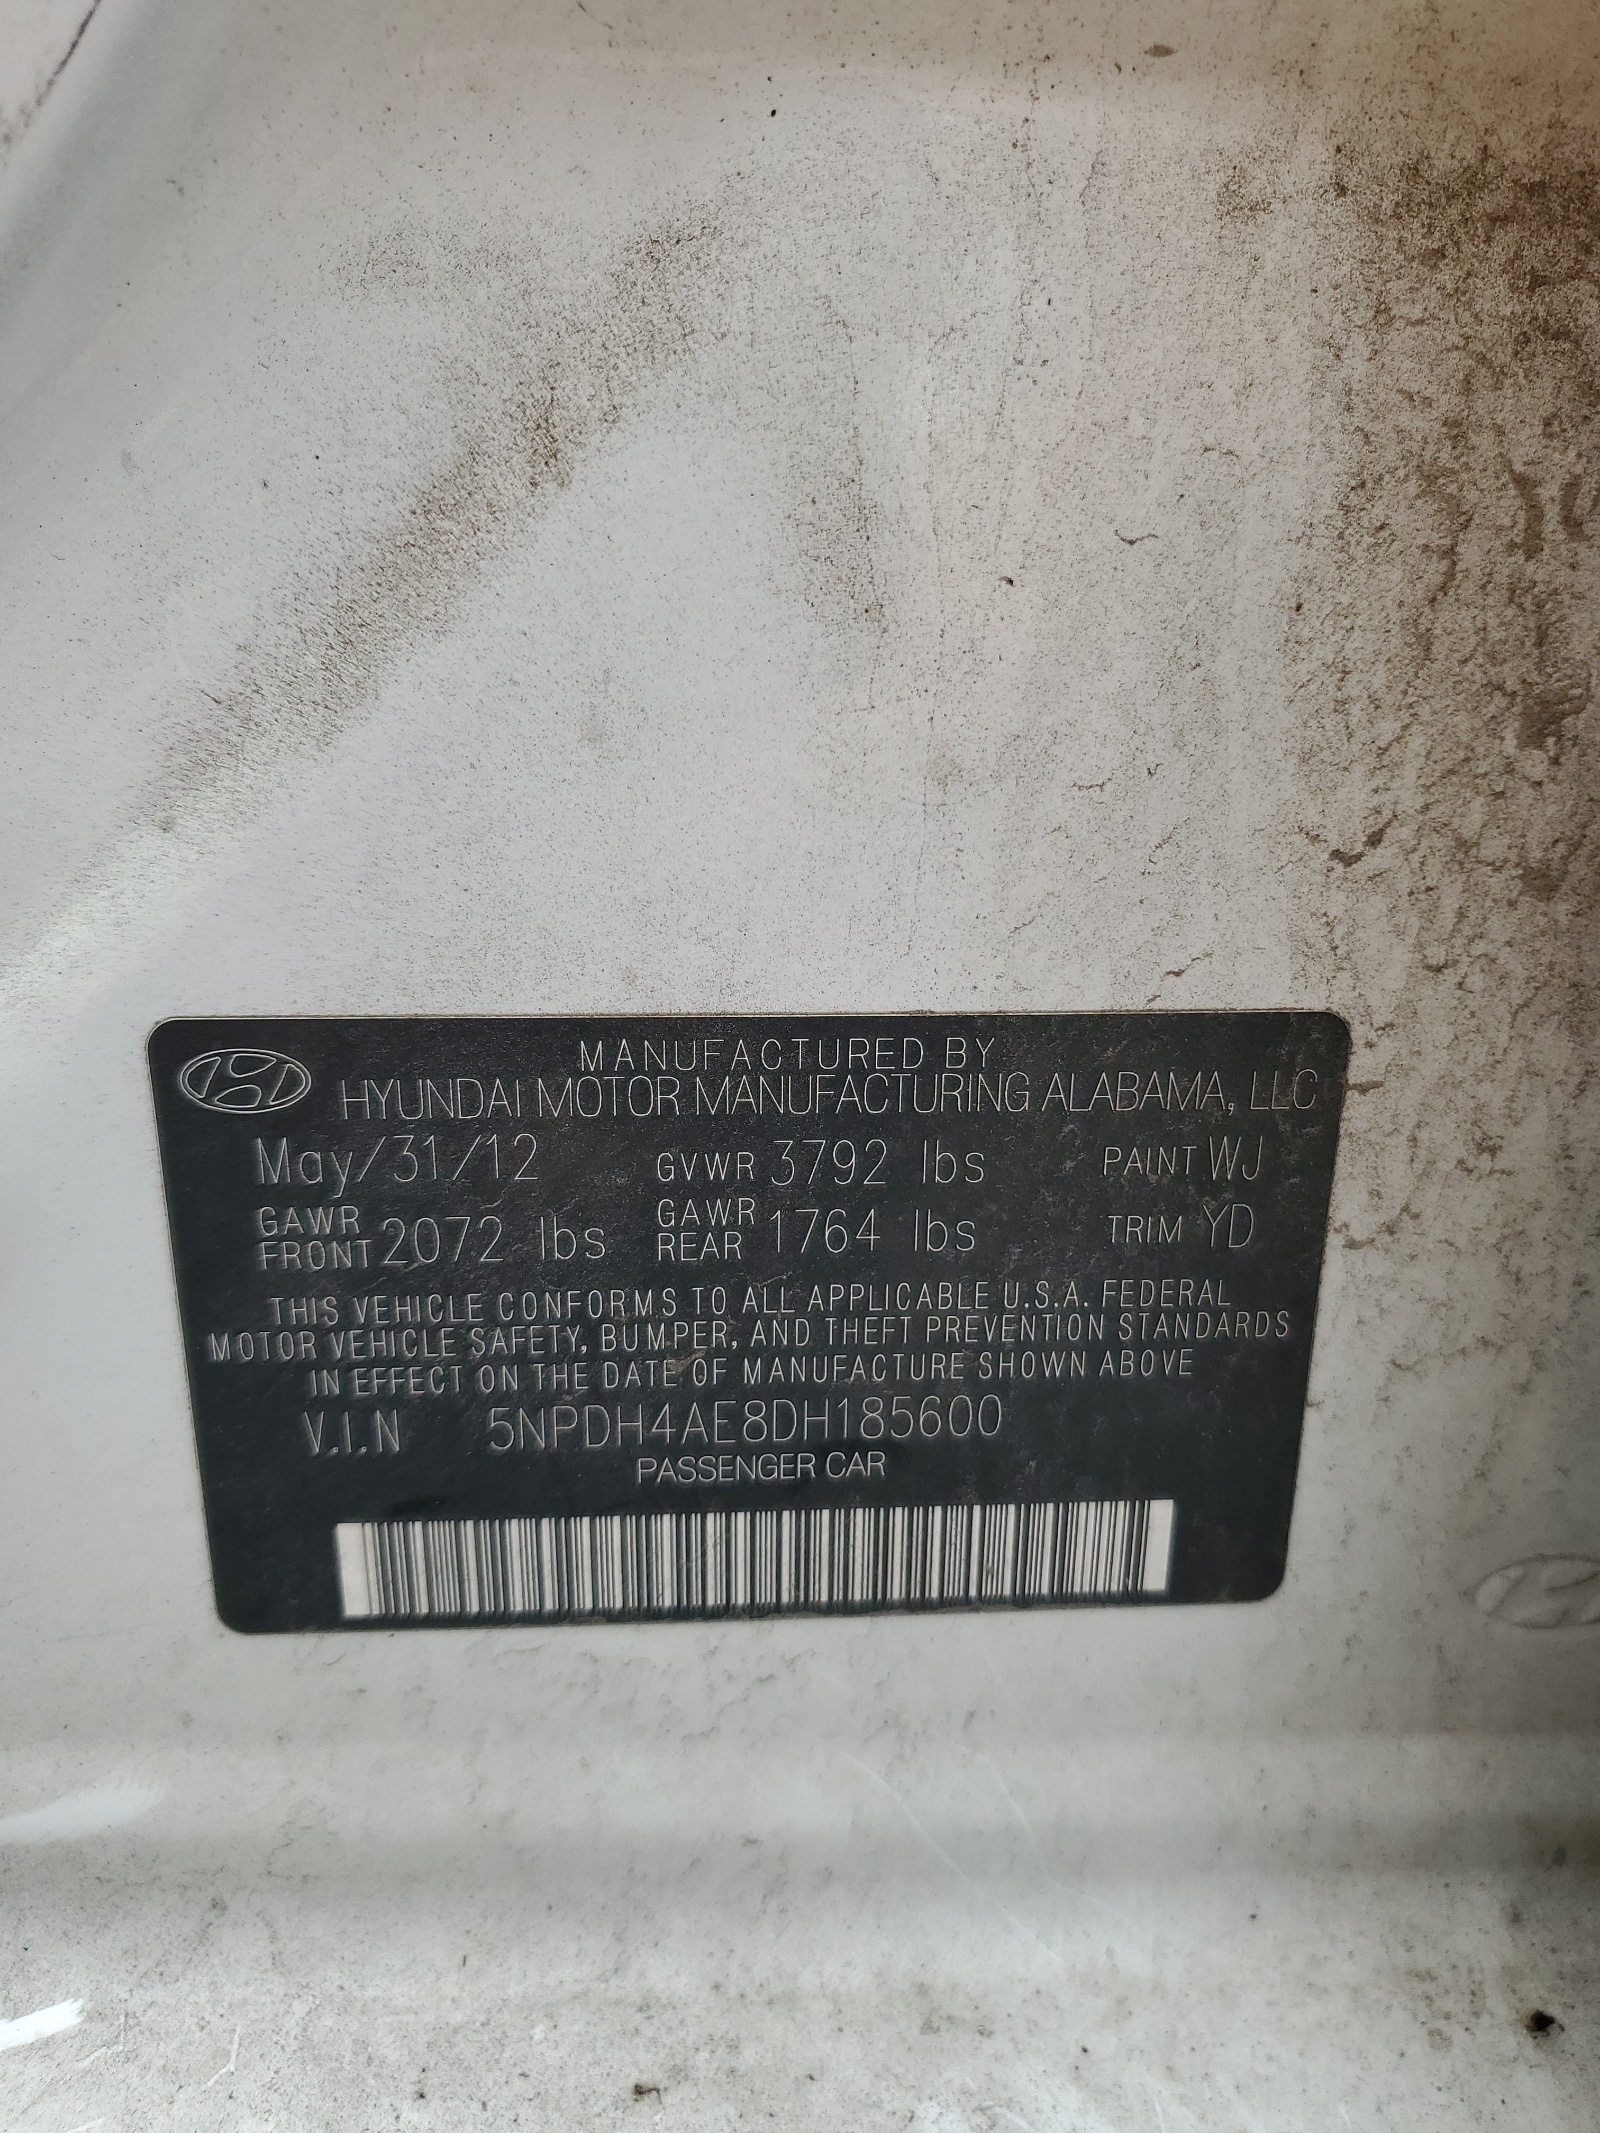 MANUFACTURED BY
HYUNDAI MOTOR MANUFACTURING ALABAMA, LLC
May/31/12 GVWR 3792 lbs PAINT WJ
GAWR FRONT 2072 lbs GAWR REAR 1764 lbs TRIM YD
THIS VEHICLE CONFORMS TO ALL APPLICABLE U.S.A. FEDERAL
MOTOR VEHICLE SAFETY, BUMPER, AND THEFT PREVENTION STANDARDS
IN EFFECT ON THE DATE OF MANUFACTURE SHOWN ABOVE
V.I.N 5NPDH4AE8DH185600
PASSENGER CAR